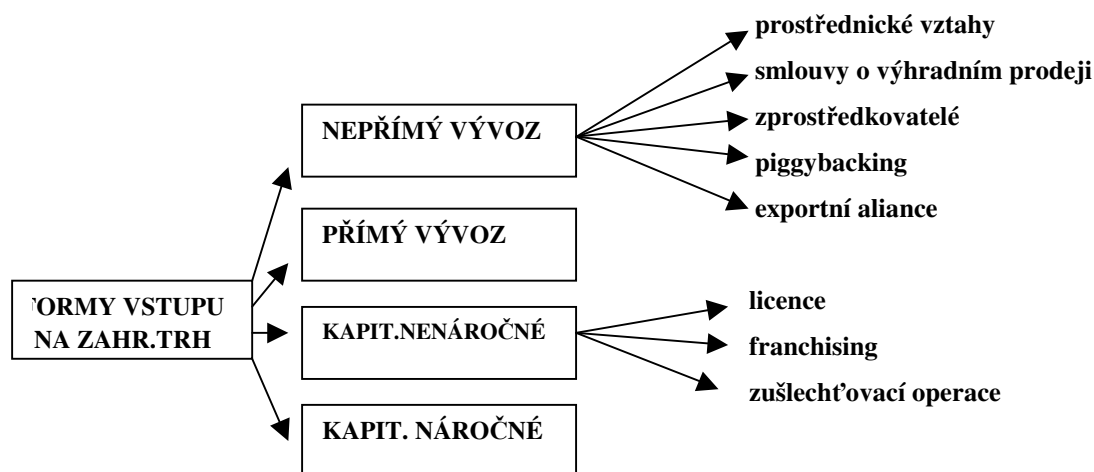 prostřednické vztahy
smlouvy o výhradním prodeji
NEPŘÍMÝ VÝVOZ
zprostředkovatelé
piggybacking
exportní aliance
PŘÍMÝ VÝVOZ
FORMY VSTUPU
NA ZAHR.TRH
KAPIT.NENÁROČNÉ
licence
franchising
zušlechťovací operace
KAPIT. NÁROČNÉ